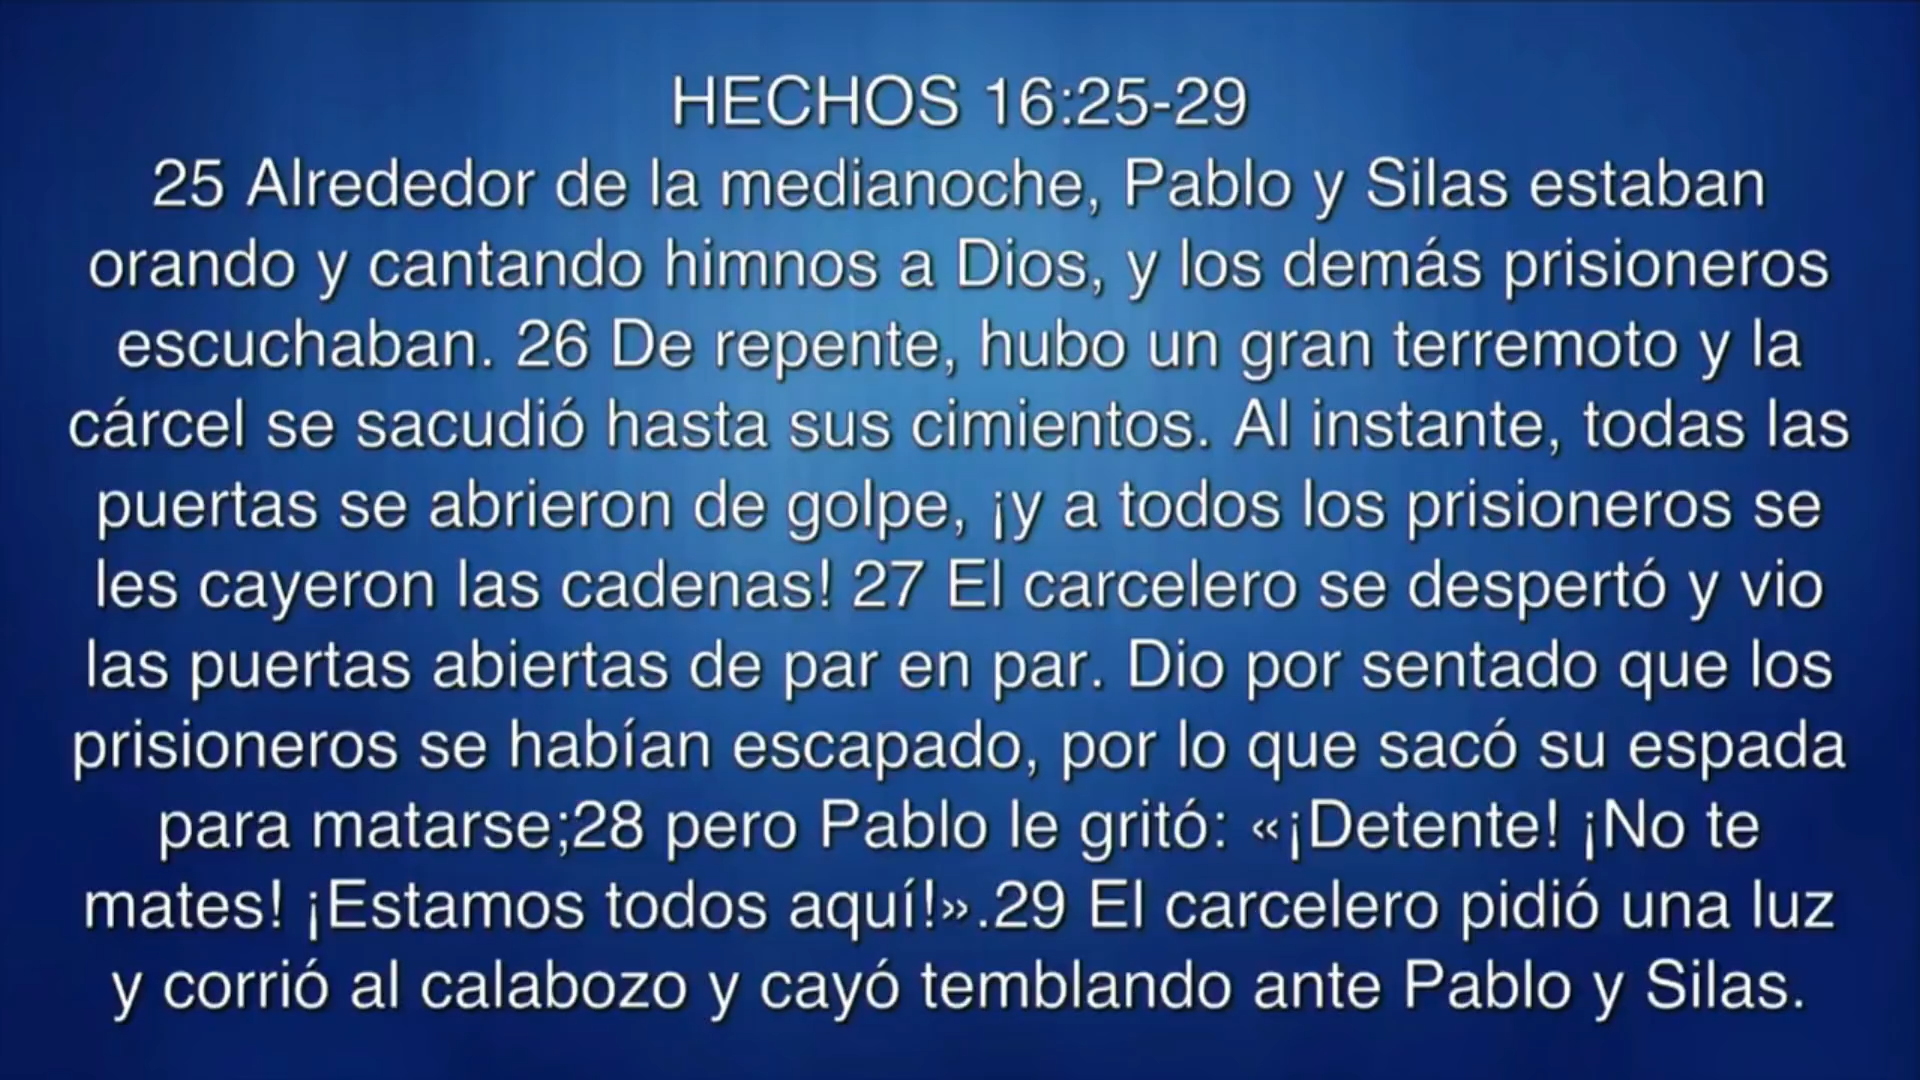 HECHOS 16:25-29
25 Alrededor de la medianoche, Pablo y Silas estaban
orando y cantando himnos a Dios, y los demás prisioneros
escuchaban. 26 De repente, hubo un gran terremoto y la
cárcel se sacudió hasta sus cimientos. Al instante, todas las
puertas se abrieron de golpe, ¡y a todos los prisioneros se
les cayeron las cadenas! 27 El carcelero se despertó y vio
las puertas abiertas de par en par. Dio por sentado que los
prisioneros se habían escapado, por lo que sacó su espada
para matarse;28 pero Pablo le gritó: «¡Detente! ¡No te
mates! ¡Estamos todos aquí!».29 El carcelero pidió una luz
y corrió al calabozo y cayó temblando ante Pablo y Silas.